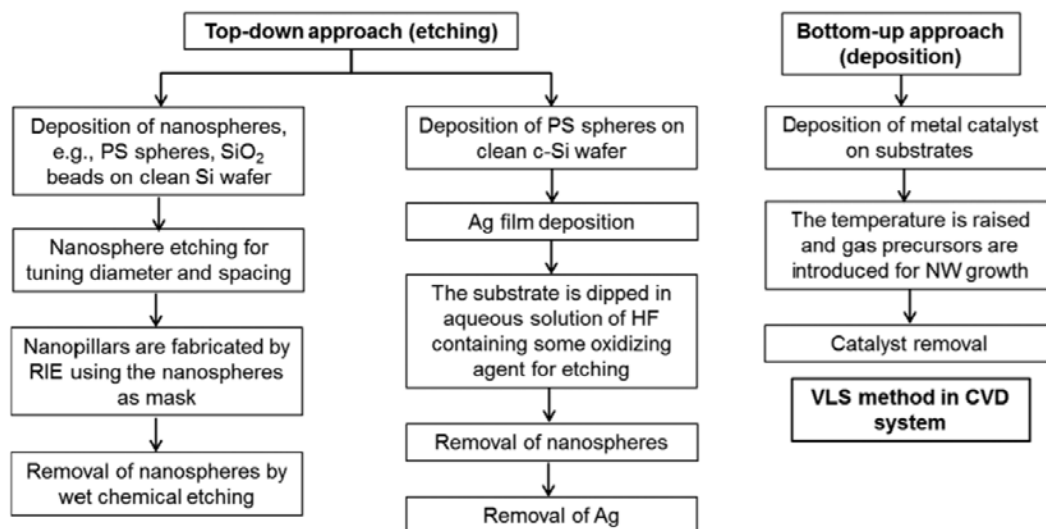 Top-down approach (etching)
Deposition of nanospheres,
e.g., PS spheres, SiO₂
beads on clean Si wafer
Nanosphere etching for
tuning diameter and spacing
Nanopillars are fabricated by
RIE using the nanospheres
as mask
Removal of nanospheres by
wet chemical etching
Deposition of PS spheres on
clean c-Si wafer
Ag film deposition
The substrate is dipped in
aqueous solution of HF
containing some oxidizing
agent for etching
Removal of nanospheres
Removal of Ag
Bottom-up approach
(deposition)
Deposition of metal catalyst
on substrates
The temperature is raised
and gas precursors are
introduced for NW growth
Catalyst removal
VLS method in CVD
system